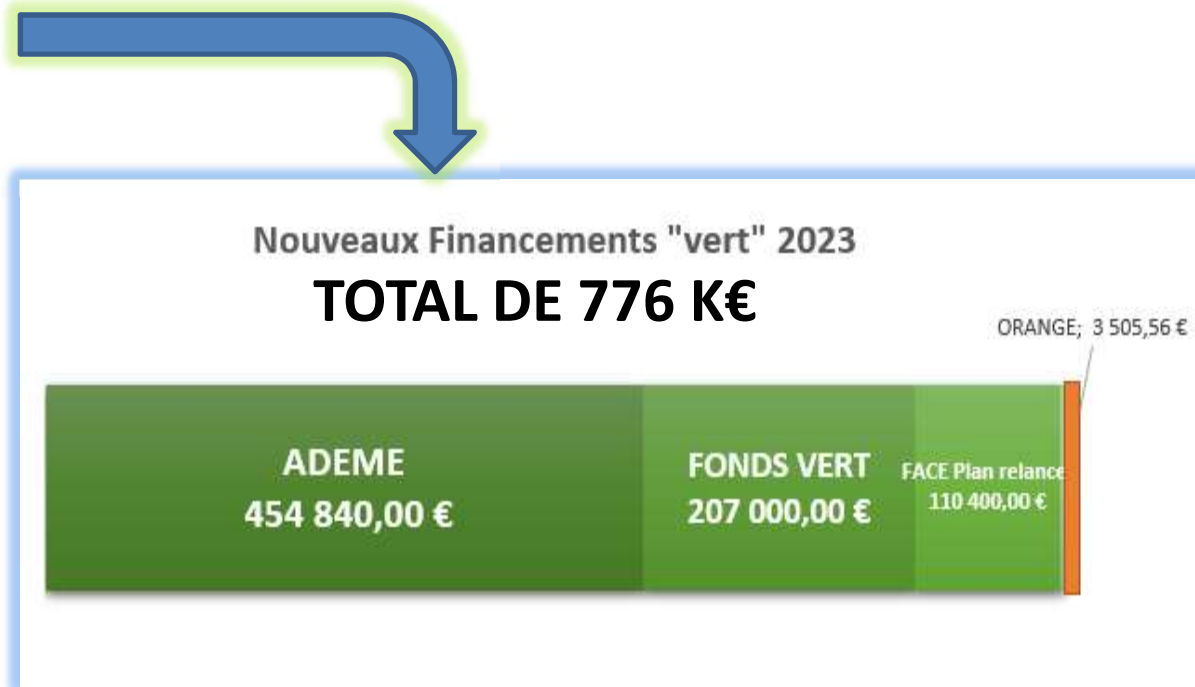 Nouveaux Financements "vert" 2023
TOTAL DE 776 K€
ORANGE; 3 505,56 €
ADEME
454 840,00 €
FONDS VERT
207 000,00 €
FACE Plan relance
110 400,00 €